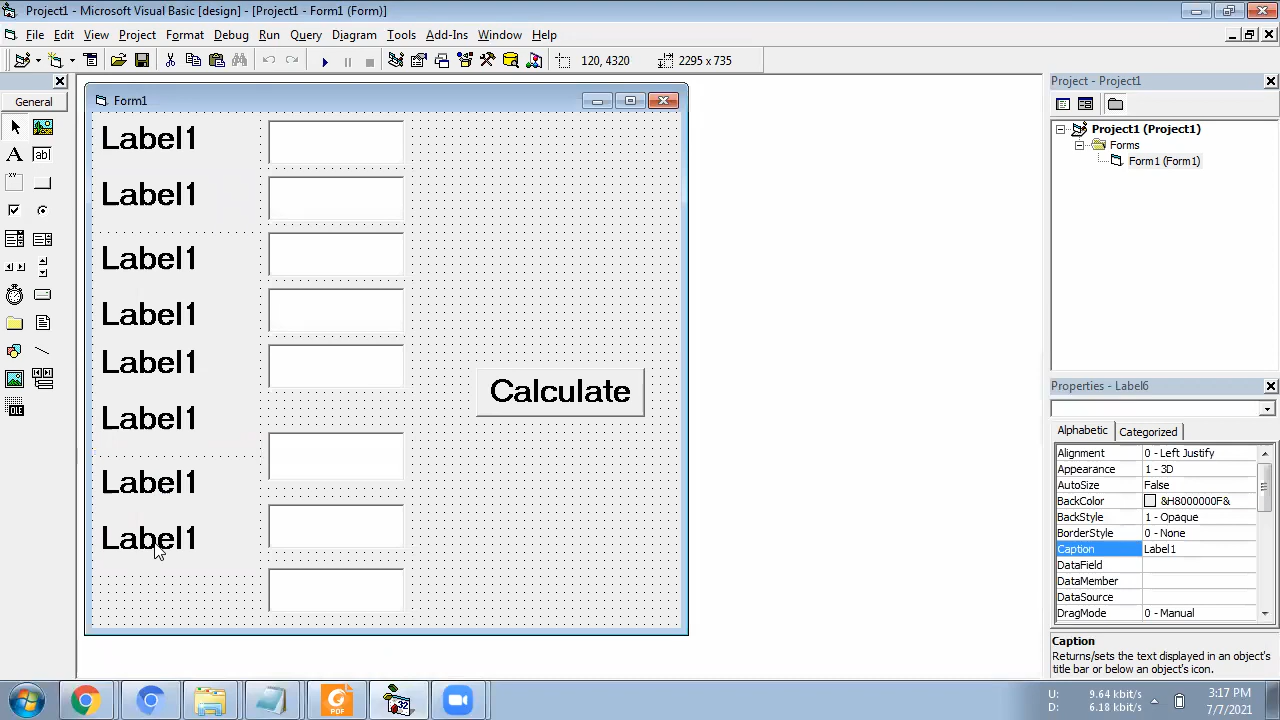 Project1 - Microsoft Visual Basic [design] - [Project1 - Form1 (Form)]
File Edit View Project Format Debug Run Query Diagram Tools Add-Ins Window Help
120, 4320 2295 x 735
General
A ab|
OLE
Form1
Label1
Label1
Label1
Label1
Label1
Label1
Label1
Label1
Calculate
Project - Project1
Project1 (Project1)
Forms
Form1 (Form1)
Properties - Label6
Alphabetic Categorized
Alignment 0 - Left Justify
Appearance 1 - 3D
AutoSize False
BackColor &H8000000F&
BackStyle 1 - Opaque
BorderStyle 0 - None
Caption Label1
DataField
DataMember
DataSource
DragMode 0 - Manual
Caption
Returns/sets the text displayed in an object's
title bar or below an object's icon.
PDF
32
U: 9.64 kbit/s
D: 6.18 kbit/s
3:17 PM
7/7/2021